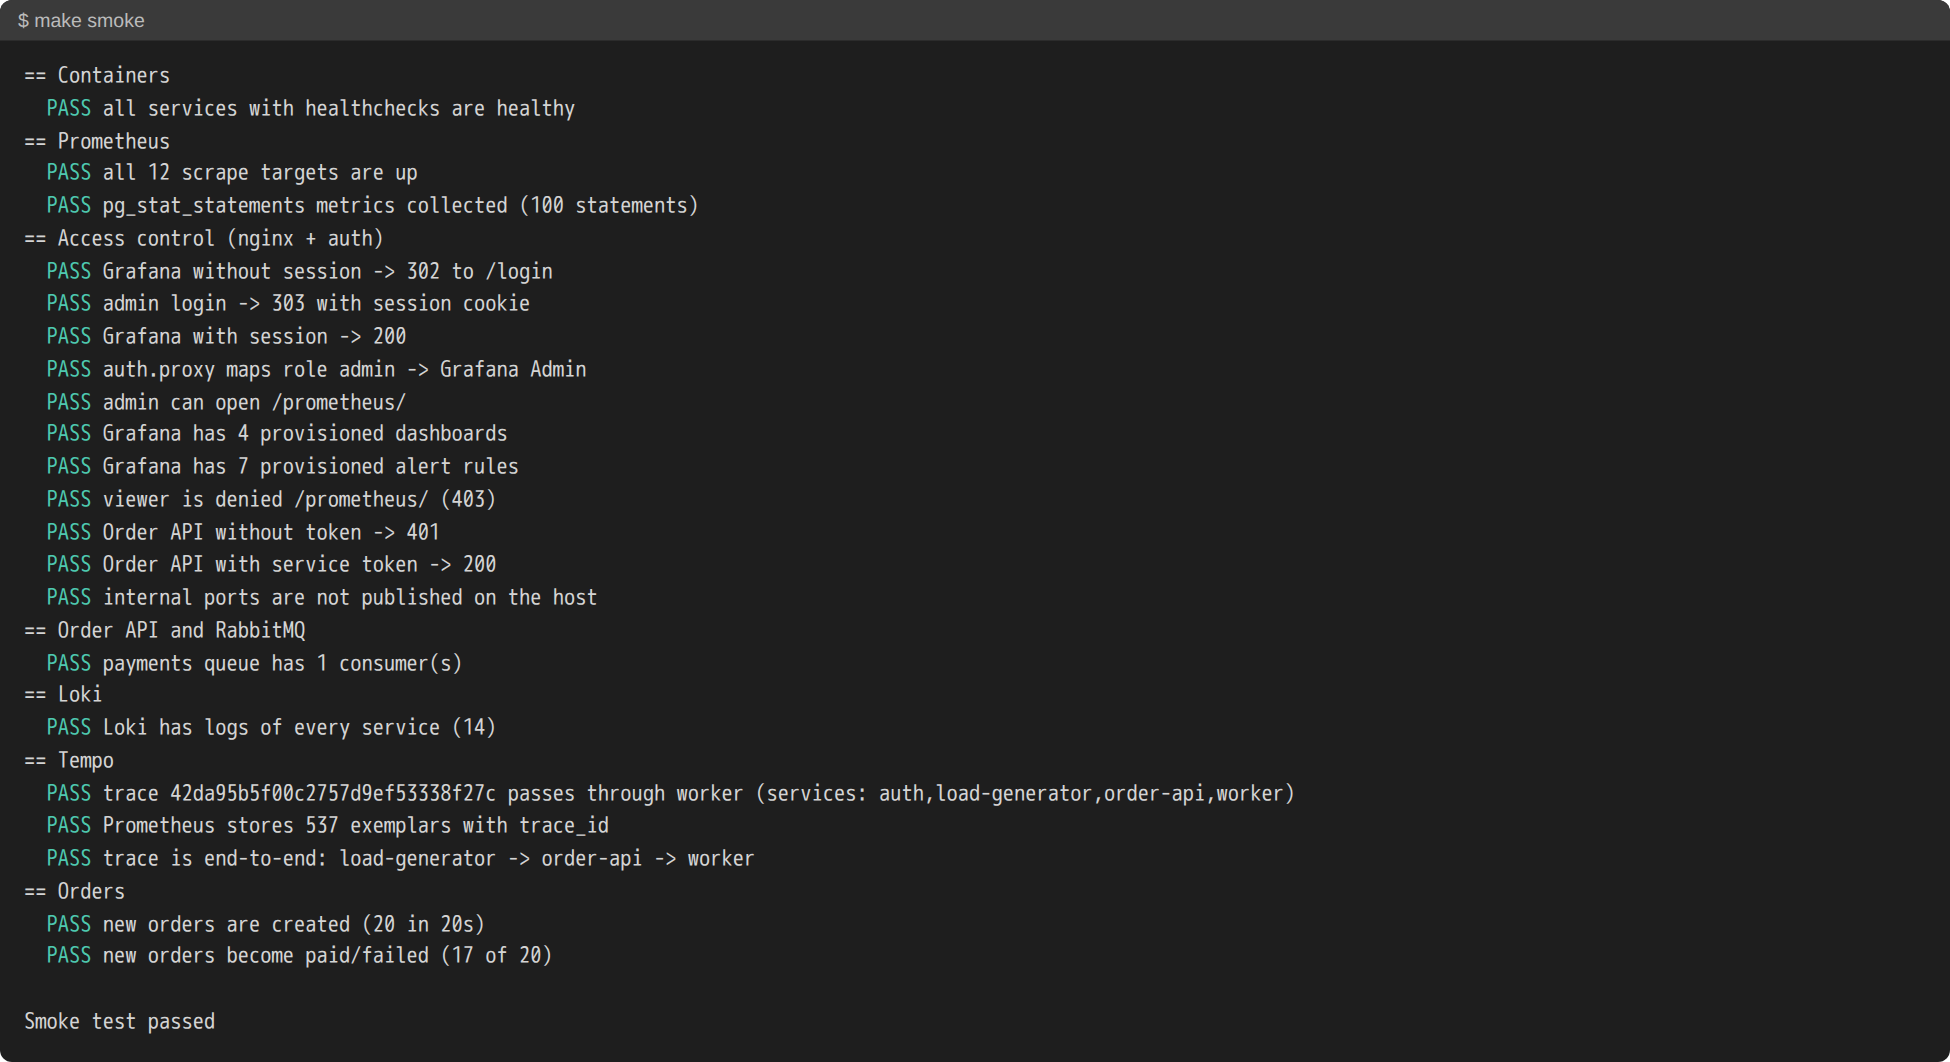 $ make smoke
== Containers
  PASS all services with healthchecks are healthy
== Prometheus
  PASS all 12 scrape targets are up
  PASS pg_stat_statements metrics collected (100 statements)
== Access control (nginx + auth)
  PASS Grafana without session -> 302 to /login
  PASS admin login -> 303 with session cookie
  PASS Grafana with session -> 200
  PASS auth.proxy maps role admin -> Grafana Admin
  PASS admin can open /prometheus/
  PASS Grafana has 4 provisioned dashboards
  PASS Grafana has 7 provisioned alert rules
  PASS viewer is denied /prometheus/ (403)
  PASS Order API without token -> 401
  PASS Order API with service token -> 200
  PASS internal ports are not published on the host
== Order API and RabbitMQ
  PASS payments queue has 1 consumer(s)
== Loki
  PASS Loki has logs of every service (14)
== Tempo
  PASS trace 42da95b5f00c2757d9ef53338f27c passes through worker (services: auth,load-generator,order-api,worker)
  PASS Prometheus stores 537 exemplars with trace_id
  PASS trace is end-to-end: load-generator -> order-api -> worker
== Orders
  PASS new orders are created (20 in 20s)
  PASS new orders become paid/failed (17 of 20)
Smoke test passed